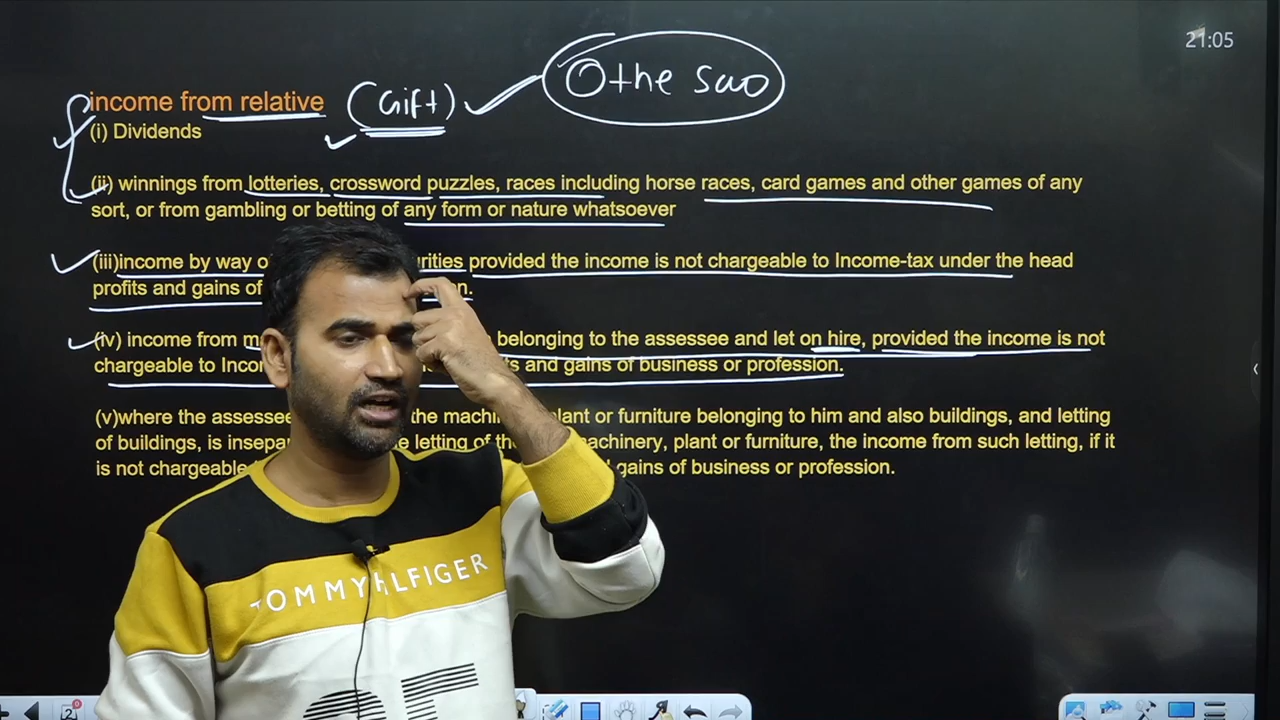 21:05
income from relative (Gift) Othe Sao
(i) Dividends
(ii) winnings from lotteries, crossword puzzles, races including horse races, card games and other games of any
sort, or from gambling or betting of any form or nature whatsoever
(iii)income by way o rities provided the income is not chargeable to Income-tax under the head
profits and gains of n.
(iv) income from m belonging to the assessee and let on hire, provided the income is not
chargeable to Incor s and gains of business or profession.
(v)where the assessee the machin plant or furniture belonging to him and also buildings, and letting
of buildings, is insepar e letting of the machinery, plant or furniture, the income from such letting, if it
is not chargeable gains of business or profession.
TOMMY HILFIGER